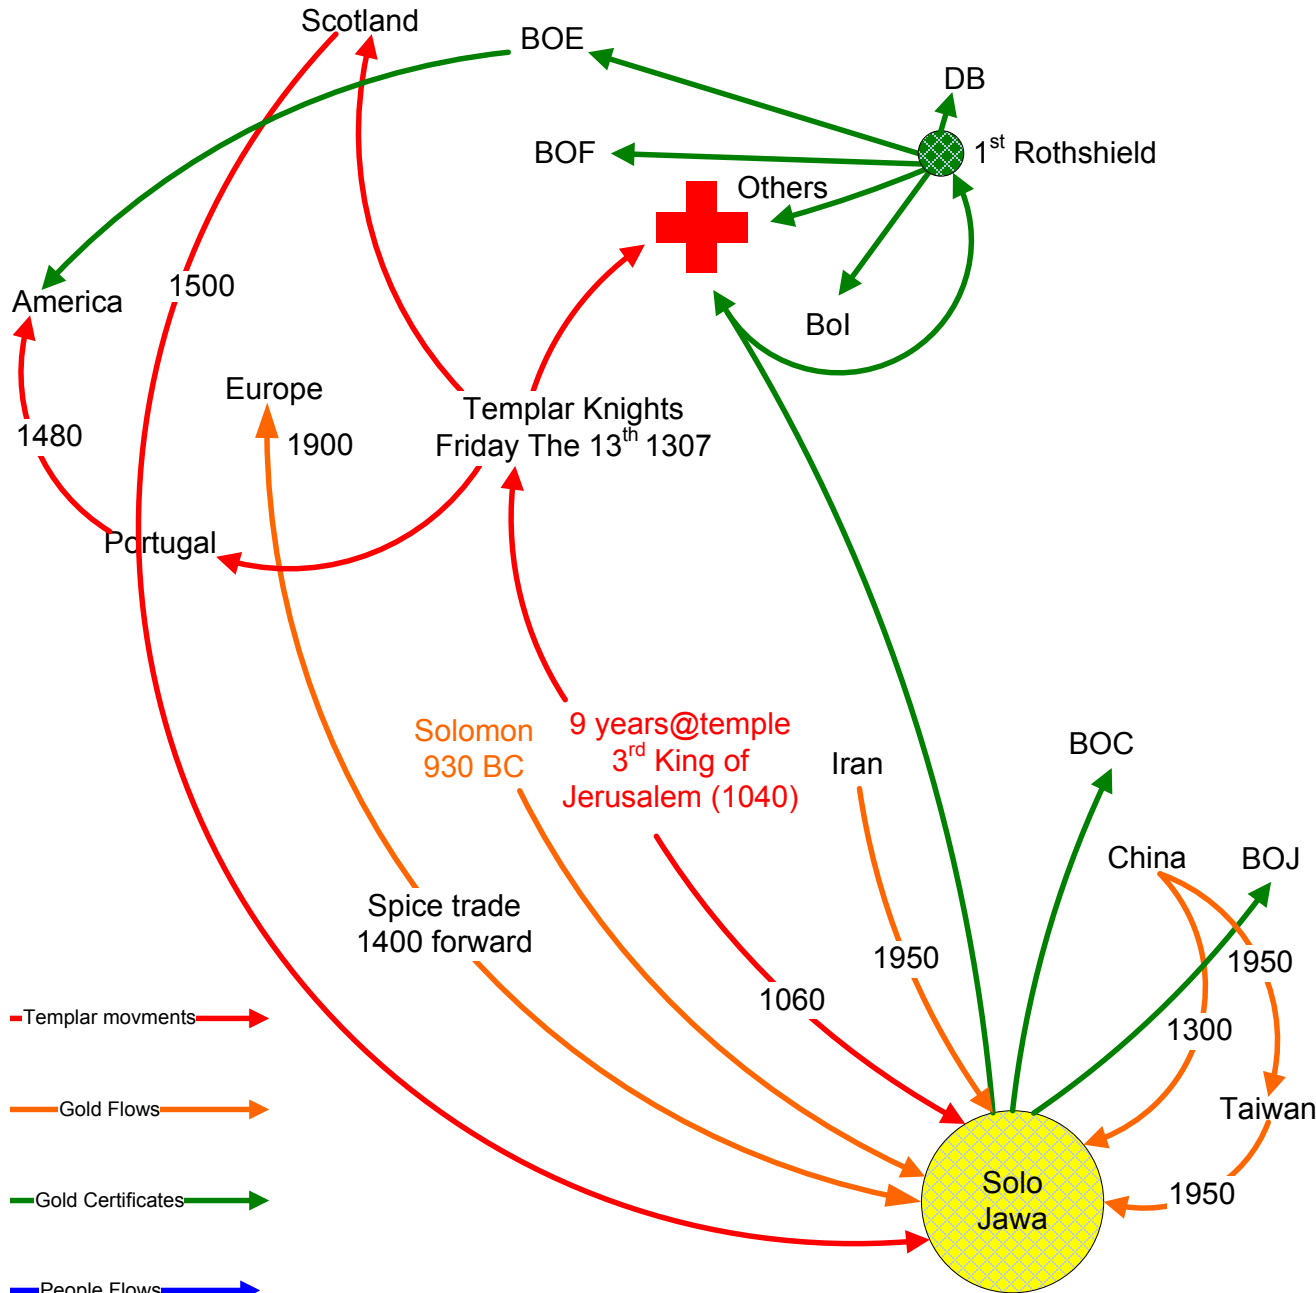 Scotland
BOE
DB
BOF
1st Rothshield
Others
1500
America
BoI
Europe
Templar Knights
Friday The 13th 1307
1480
1900
Portugal
Solomon
930 BC
9 years@temple
3rd King of
Jerusalem (1040)
Iran
BOC
China
BOJ
Spice trade
1400 forward
1950
1950
1060
1300
Templar movments
Gold Flows
Taiwan
Gold Certificates
Solo
Jawa
1950
People Flows